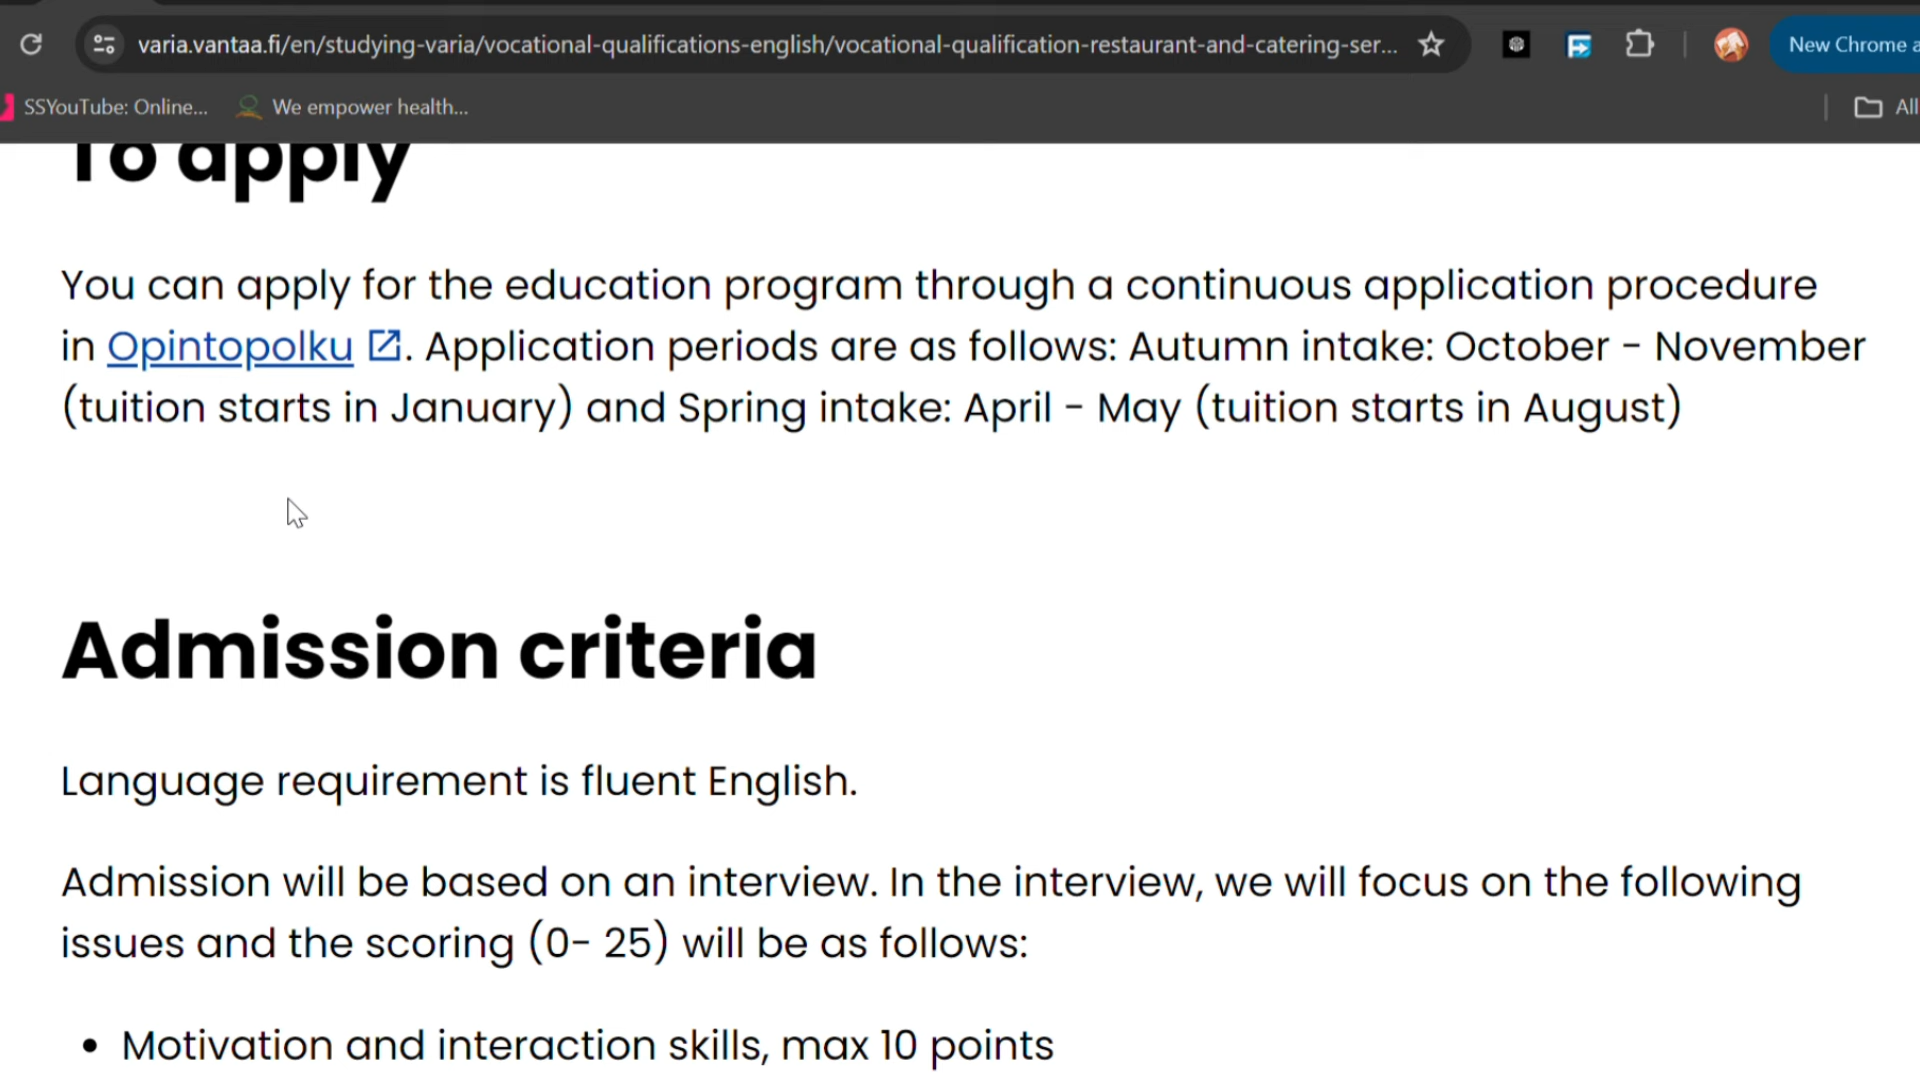 varia.vantaa.fi/en/studying-varia/vocational-qualifications-english/vocational-qualification-restaurant-and-catering-ser...
New Chrome a
SSYouTube: Online...
We empower health...
All
To apply
You can apply for the education program through a continuous application procedure
in Opintopolku. Application periods are as follows: Autumn intake: October - November
(tuition starts in January) and Spring intake: April - May (tuition starts in August)
Admission criteria
Language requirement is fluent English.
Admission will be based on an interview. In the interview, we will focus on the following
issues and the scoring (0- 25) will be as follows:
• Motivation and interaction skills, max 10 points